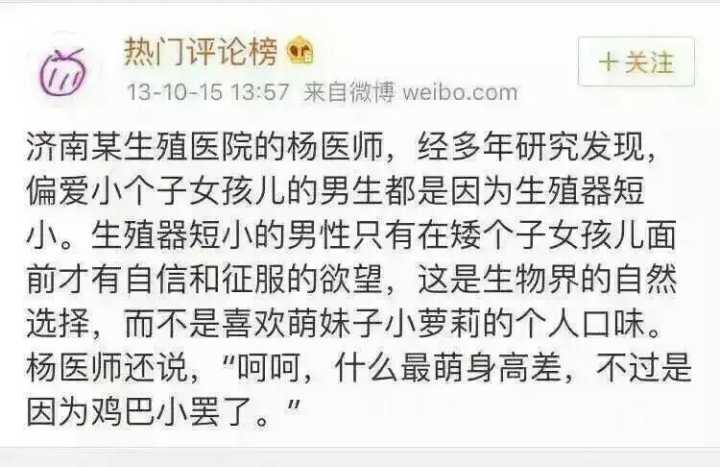 热门评论榜
+关注
13-10-15 13:57 来自微博 weibo.com
济南某生殖医院的杨医师，经多年研究发现，
偏爱小个子女孩儿的男生都是因为生殖器短
小。生殖器短小的男性只有在矮个子女孩儿面
前才有自信和征服的欲望，这是生物界的自然
选择，而不是喜欢萌妹子小萝莉的个人口味。
杨医师还说，“呵呵，什么最萌身高差，不过是
因为鸡巴小罢了。”